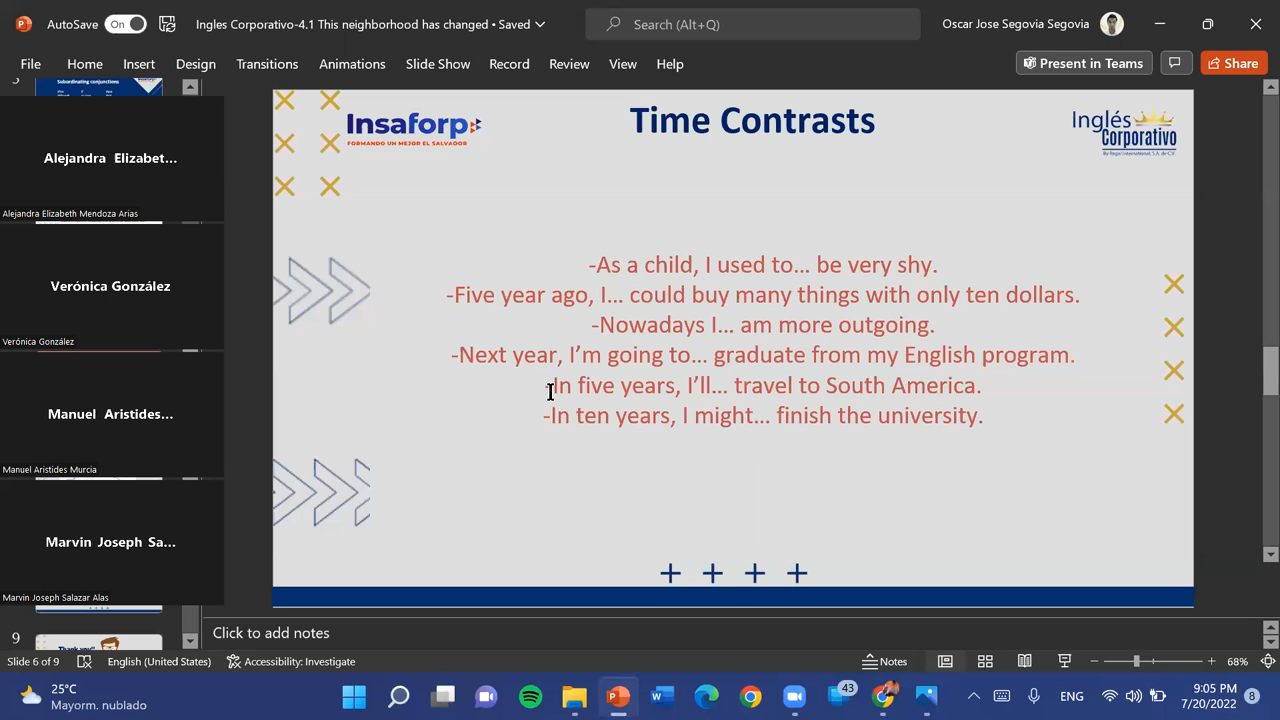 AutoSave On Ingles Corporativo-4.1 This neighborhood has changed • Saved Search (Alt+Q) Oscar Jose Segovia Segovia
File Home Insert Design Transitions Animations Slide Show Record Review View Help Present in Teams Share
Subordinating conjunctions
Alejandra Elizabet...
Alejandra Elizabeth Mendoza Arias
Verónica González
Verónica González
Manuel Aristides...
Manuel Aristides Murcia
Marvin Joseph Sa...
Marvin Joseph Salazar Alas
9
Thank you!
Insaforp
FORMANDO UN MEJOR EL SALVADOR
Time Contrasts
Inglés
Corporativo
-As a child, I used to... be very shy.
-Five year ago, I... could buy many things with only ten dollars.
-Nowadays I... am more outgoing.
-Next year, I'm going to... graduate from my English program.
-In five years, I'll... travel to South America.
-In ten years, I might... finish the university.
Click to add notes
Slide 6 of 9 English (United States) Accessibility: Investigate Notes 68%
25°C
Mayorm. nublado
43
ENG
9:05 PM
7/20/2022
8